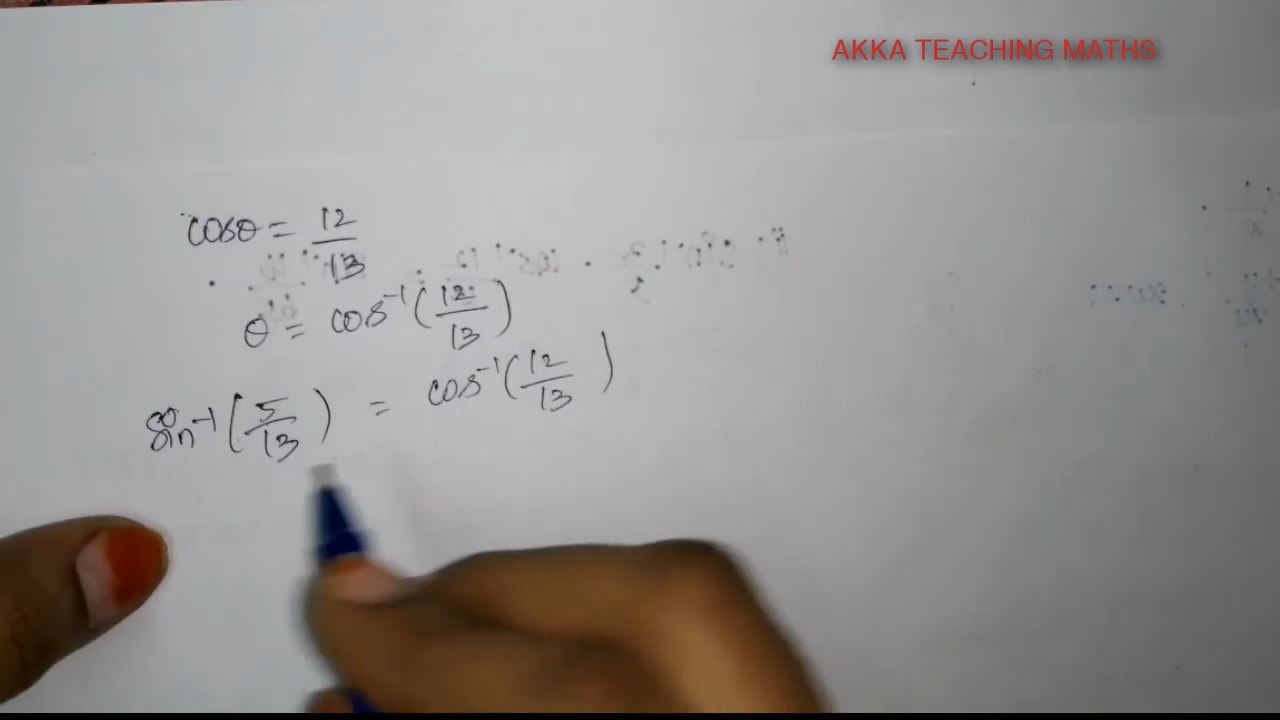 AKKA TEACHING MATHS
cosθ = 12/13
θ = cos⁻¹(12/13)
sin⁻¹(5/13) = cos⁻¹(12/13)